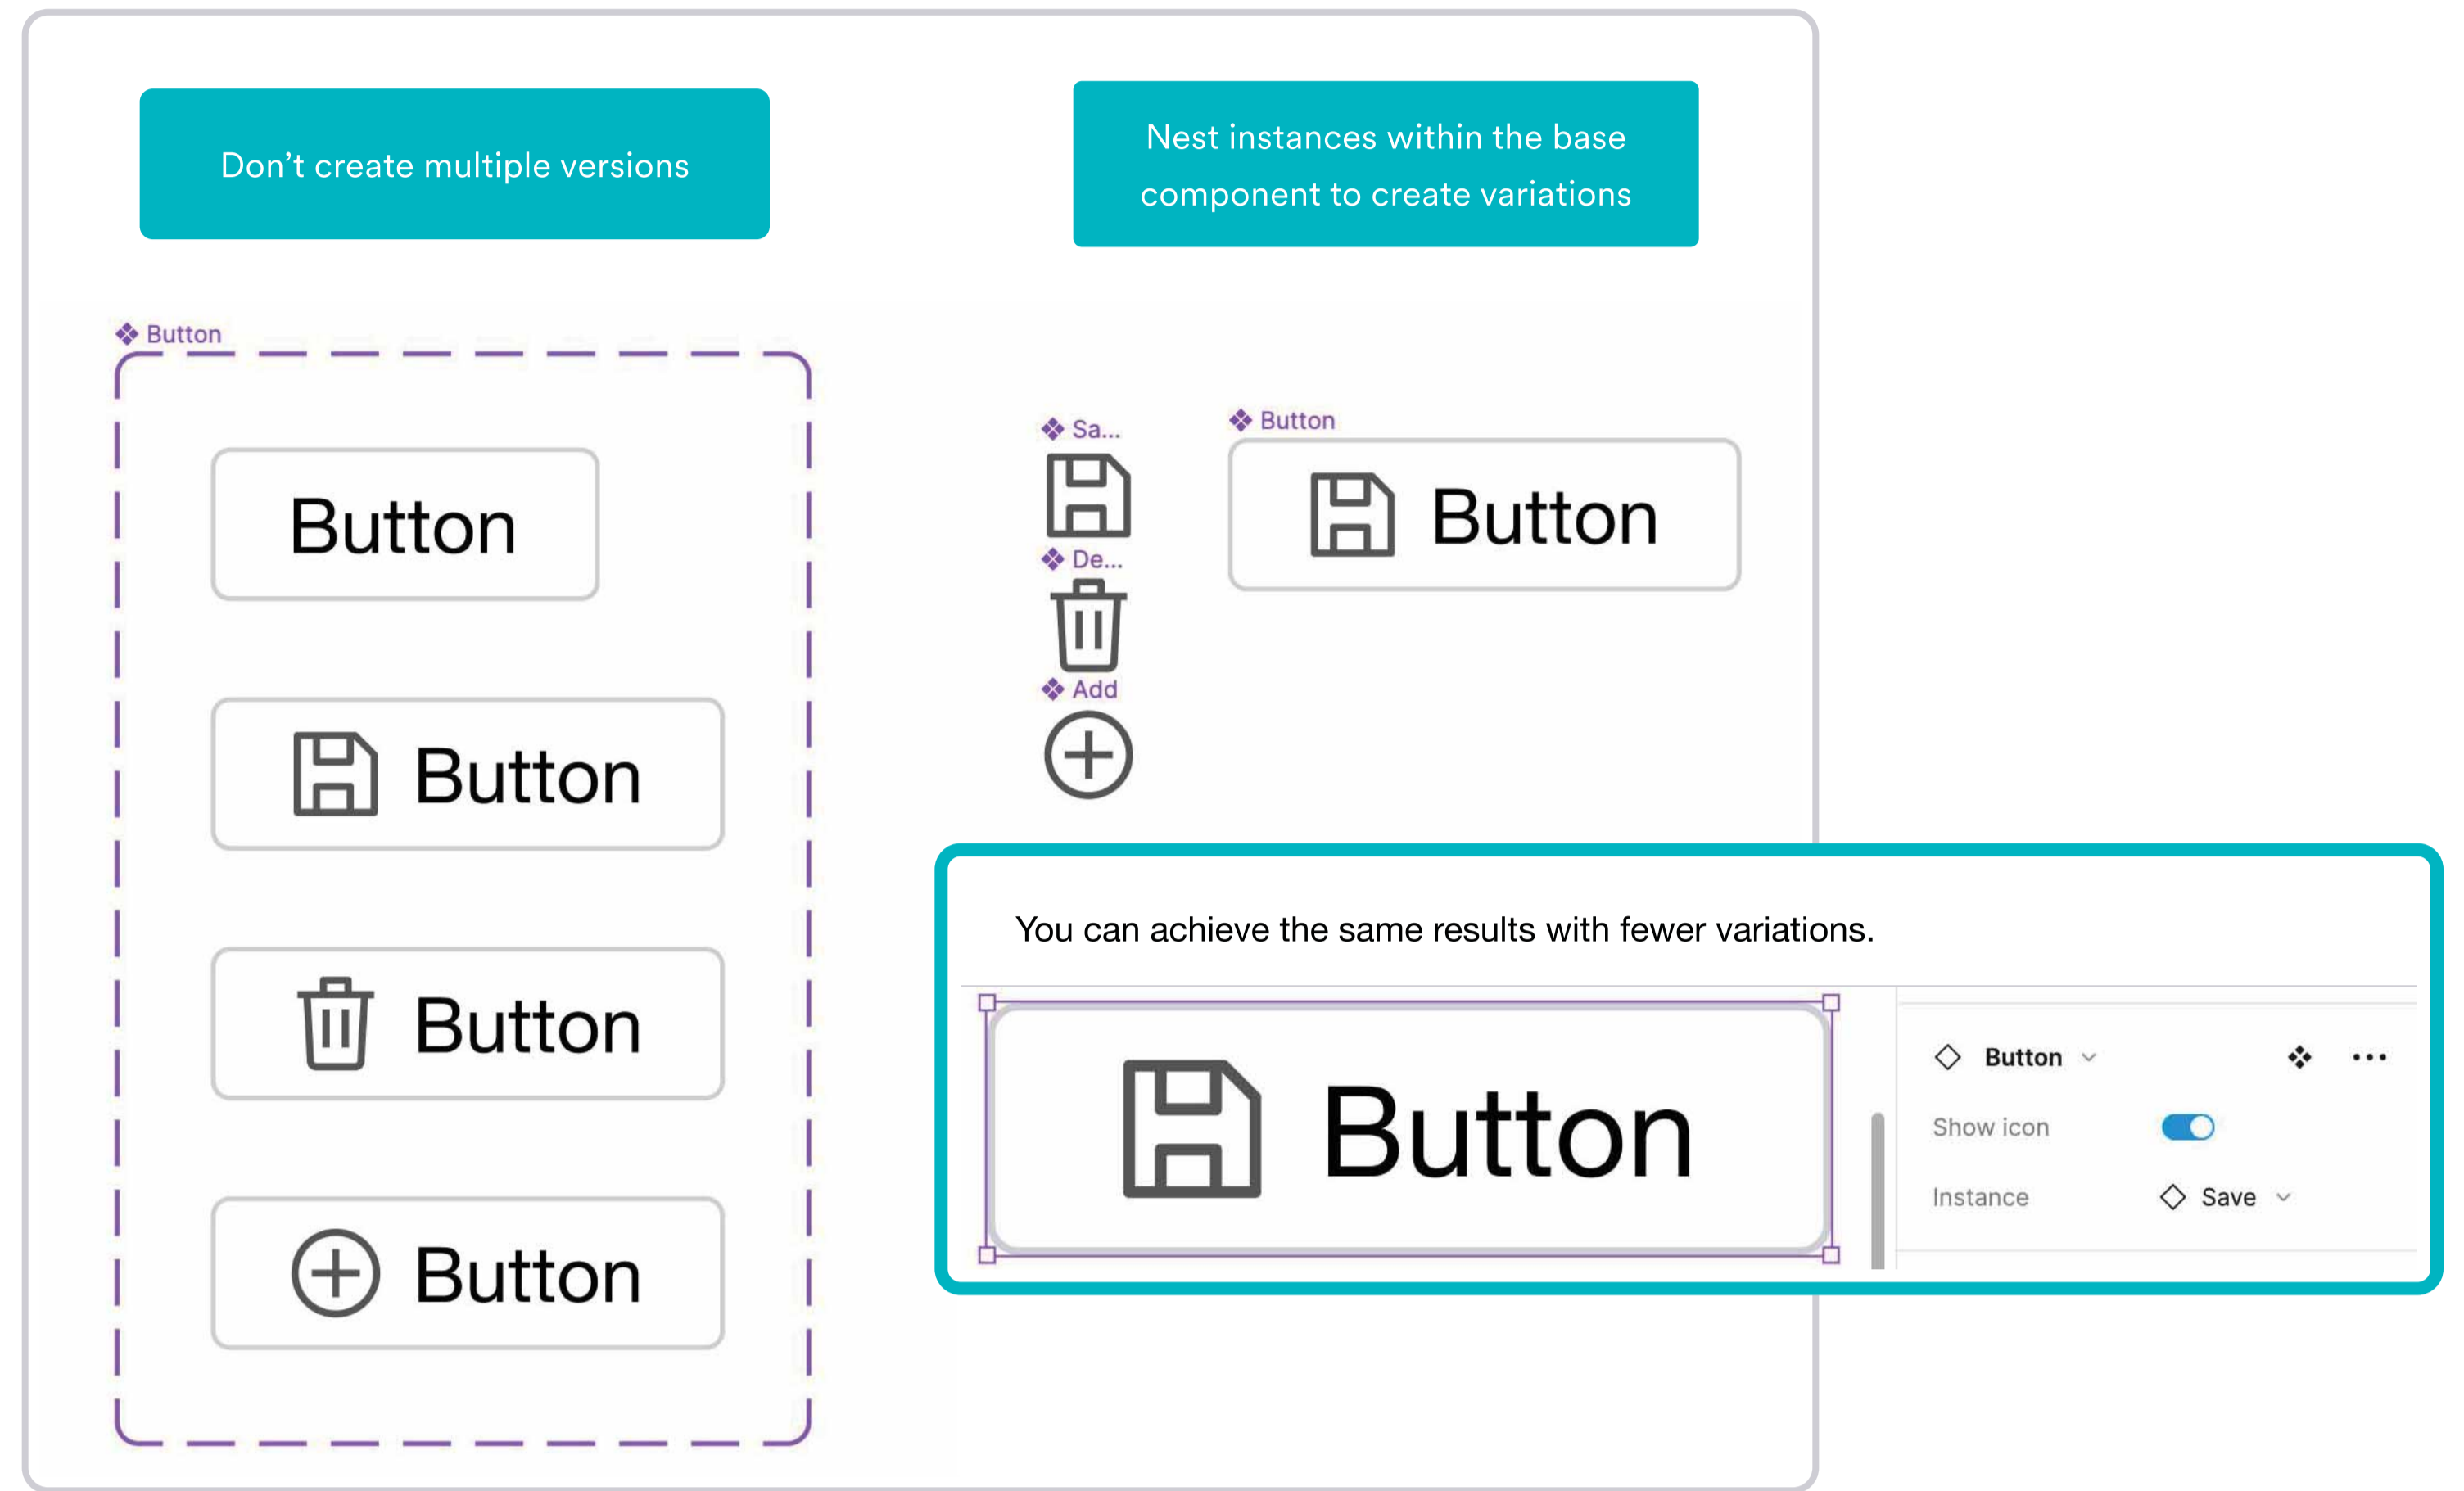 Don’t create multiple versions
Nest instances within the base
component to create variations
Button
Button
Button
Button
Button
Sa...
De...
Add
Button
Button
You can achieve the same results with fewer variations.
Button
Button
Show icon
Instance
Save